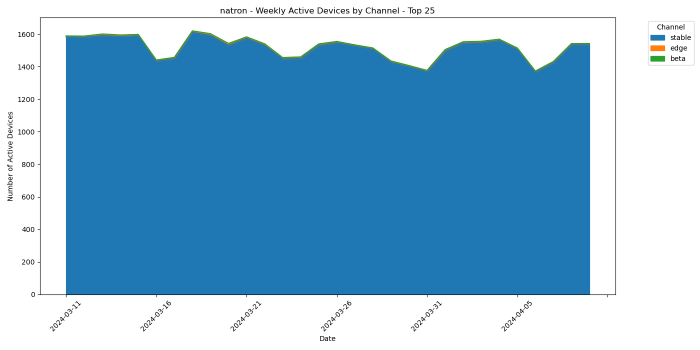 natron - Weekly Active Devices by Channel - Top 25
Channel
stable
edge
beta
Number of Active Devices
1600
1400
1200
1000
800
600
400
200
0
2024-03-11
2024-03-16
2024-03-21
2024-03-26
2024-03-31
2024-04-05
Date